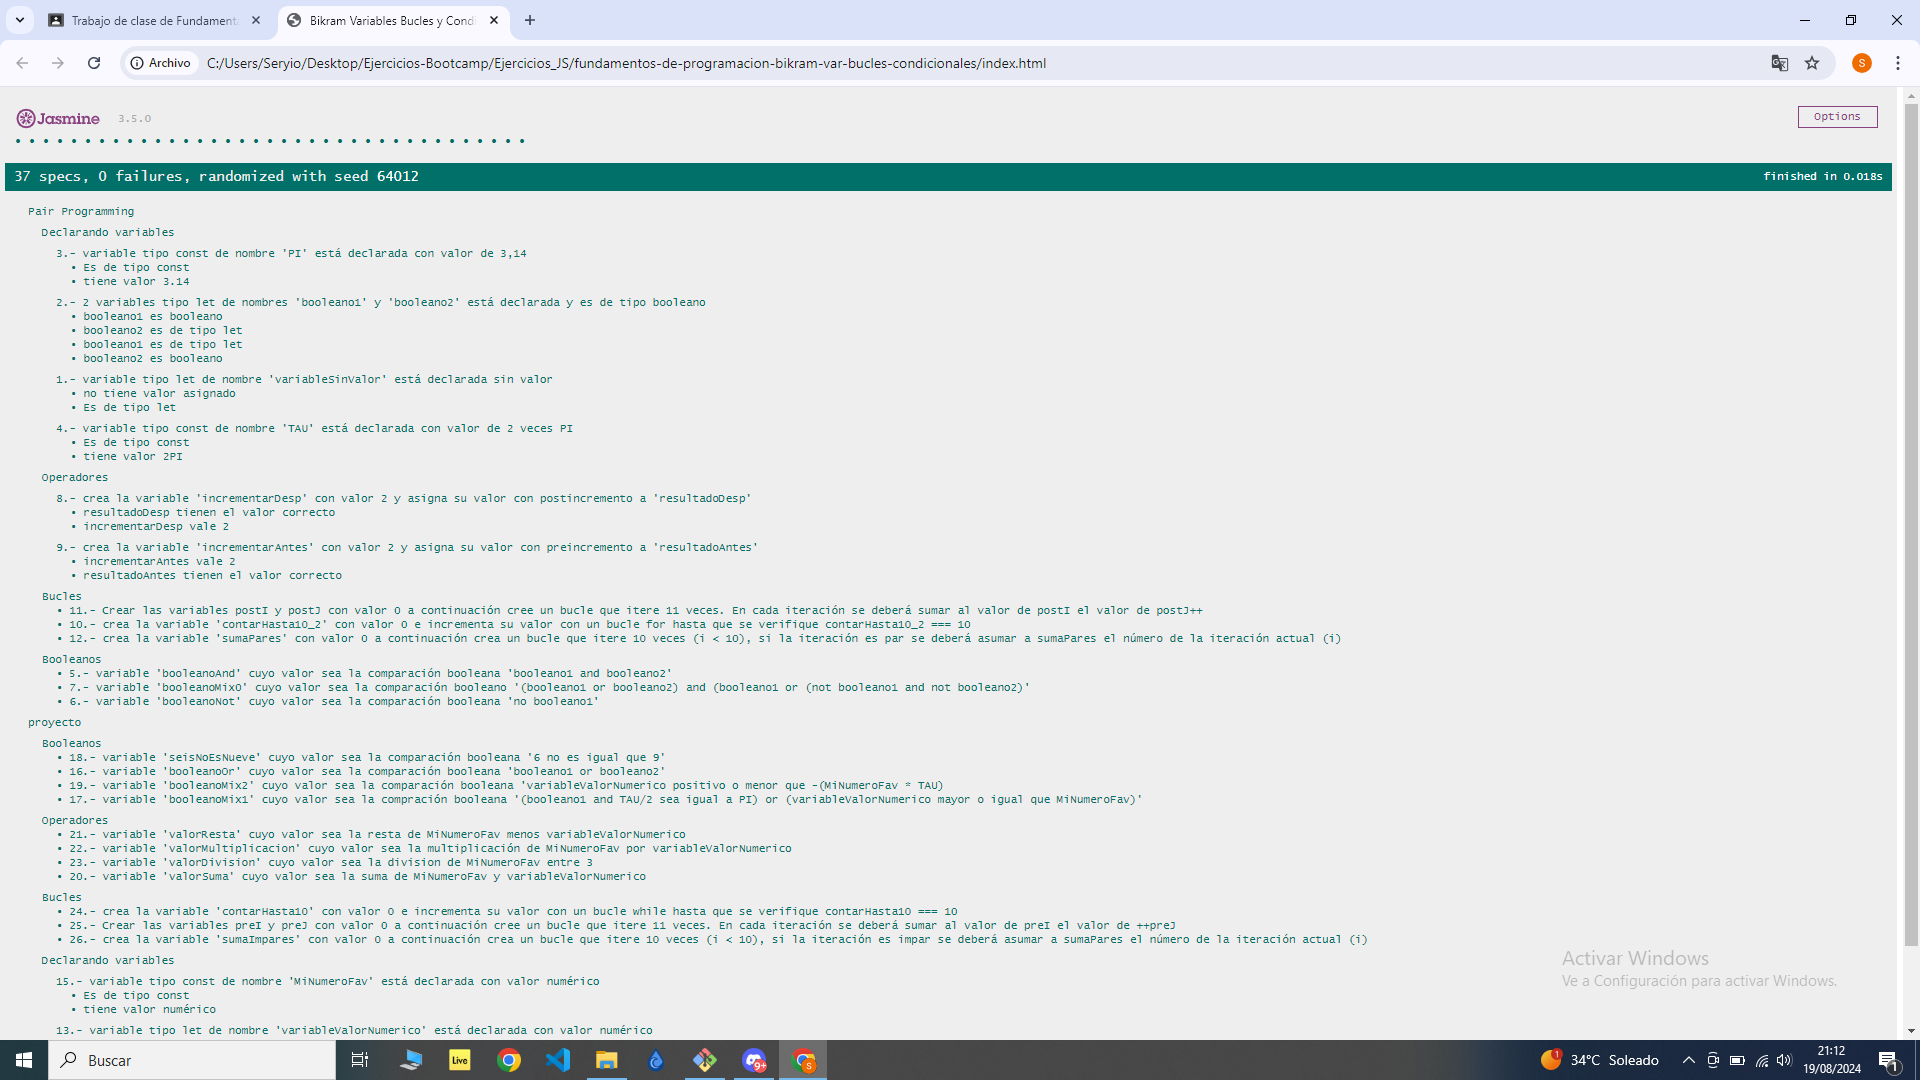 Trabajo de clase de Fundament
Bikram Variables Bucles y Condi
Archivo
C:/Users/Seryio/Desktop/Ejercicios-Bootcamp/Ejercicios_JS/fundamentos-de-programacion-bikram-var-bucles-condicionales/index.html
S
Jasmine 3.5.0
Options
37 specs, 0 failures, randomized with seed 64012
finished in 0.018s
Pair Programming
Declarando variables
3.- variable tipo const de nombre 'PI' está declarada con valor de 3,14
• Es de tipo const
• tiene valor 3.14
2.- 2 variables tipo let de nombres 'booleano1' y 'booleano2' está declarada y es de tipo booleano
• booleano1 es booleano
• booleano2 es de tipo let
• booleano1 es de tipo let
• booleano2 es booleano
1.- variable tipo let de nombre 'variableSinValor' está declarada sin valor
• no tiene valor asignado
• Es de tipo let
4.- variable tipo const de nombre 'TAU' está declarada con valor de 2 veces PI
• Es de tipo const
• tiene valor 2PI
Operadores
8.- crea la variable 'incrementarDesp' con valor 2 y asigna su valor con postincremento a 'resultadoDesp'
• resultadoDesp tienen el valor correcto
• incrementarDesp vale 2
9.- crea la variable 'incrementarAntes' con valor 2 y asigna su valor con preincremento a 'resultadoAntes'
• incrementarAntes vale 2
• resultadoAntes tienen el valor correcto
Bucles
• 11.- Crear las variables postI y postJ con valor 0 a continuación cree un bucle que itere 11 veces. En cada iteración se deberá sumar al valor de postI el valor de postJ++
• 10.- crea la variable 'contarHasta10_2' con valor 0 e incrementa su valor con un bucle for hasta que se verifique contarHasta10_2 === 10
• 12.- crea la variable 'sumaPares' con valor 0 a continuación crea un bucle que itere 10 veces (i < 10), si la iteración es par se deberá asumar a sumaPares el número de la iteración actual (i)
Booleanos
• 5.- variable 'booleanoAnd' cuyo valor sea la comparación booleana 'booleano1 and booleano2'
• 7.- variable 'booleanoMix0' cuyo valor sea la comparación booleano '(booleano1 or booleano2) and (booleano1 or (not booleano1 and not booleano2)'
• 6.- variable 'booleanoNot' cuyo valor sea la comparación booleana 'no booleano1'
proyecto
Booleanos
• 18.- variable 'seisNoEsNueve' cuyo valor sea la comparación booleana '6 no es igual que 9'
• 16.- variable 'booleanoOr' cuyo valor sea la comparación booleana 'booleano1 or booleano2'
• 19.- variable 'booleanoMix2' cuyo valor sea la comparación booleana 'variableValorNumerico positivo o menor que -(MiNumeroFav * TAU)
• 17.- variable 'booleanoMix1' cuyo valor sea la compración booleana '(booleano1 and TAU/2 sea igual a PI) or (variableValorNumerico mayor o igual que MiNumeroFav)'
Operadores
• 21.- variable 'valorResta' cuyo valor sea la resta de MiNumeroFav menos variableValorNumerico
• 22.- variable 'valorMultiplicacion' cuyo valor sea la multiplicación de MiNumeroFav por variableValorNumerico
• 23.- variable 'valorDivision' cuyo valor sea la division de MiNumeroFav entre 3
• 20.- variable 'valorSuma' cuyo valor sea la suma de MiNumeroFav y variableValorNumerico
Bucles
• 24.- crea la variable 'contarHasta10' con valor 0 e incrementa su valor con un bucle while hasta que se verifique contarHasta10 === 10
• 25.- Crear las variables preI y preJ con valor 0 a continuación cree un bucle que itere 11 veces. En cada iteración se deberá sumar al valor de preI el valor de ++preJ
• 26.- crea la variable 'sumaImpares' con valor 0 a continuación crea un bucle que itere 10 veces (i < 10), si la iteración es impar se deberá asumar a sumaPares el número de la iteración actual (i)
Declarando variables
15.- variable tipo const de nombre 'MiNumeroFav' está declarada con valor numérico
• Es de tipo const
• tiene valor numérico
13.- variable tipo let de nombre 'variableValorNumerico' está declarada con valor numérico
Activar Windows
Ve a Configuración para activar Windows.
Buscar
Live
9+
S
1
34°C Soleado
21:12
19/08/2024
1